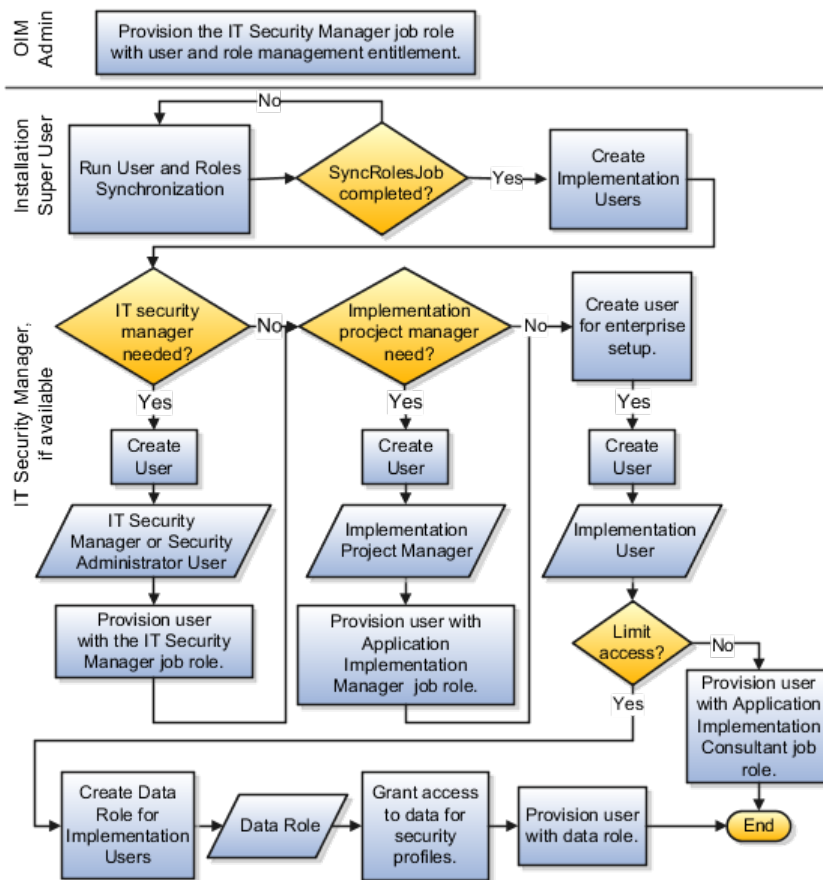 OIM
Admin
Provision the IT Security Manager job role
with user and role management entitlement.
Installation
Super User
No
Run User and Roles
Synchronization
SyncRolesJob
completed?
Yes
Create
Implementation
Users
IT Security Manager,
if available
IT security
manager
needed?
No
Implementation
procject manager
need?
No
Create user
for enterprise
setup.
Yes
Yes
Yes
Create
User
Create
User
Create
User
IT Security
Manager or Security
Administrator User
Implementation
Project Manager
Implementation
User
Provision user
with the IT Security
Manager job role.
Provision user with
Application
Implementation
Manager job role.
Limit
access?
No
Yes
Provision user
with Application
Implementation
Consultant job
role.
Create Data
Role for
Implementation
Users
Data Role
Grant access
to data for
security
profiles.
Provision user
with data role.
End